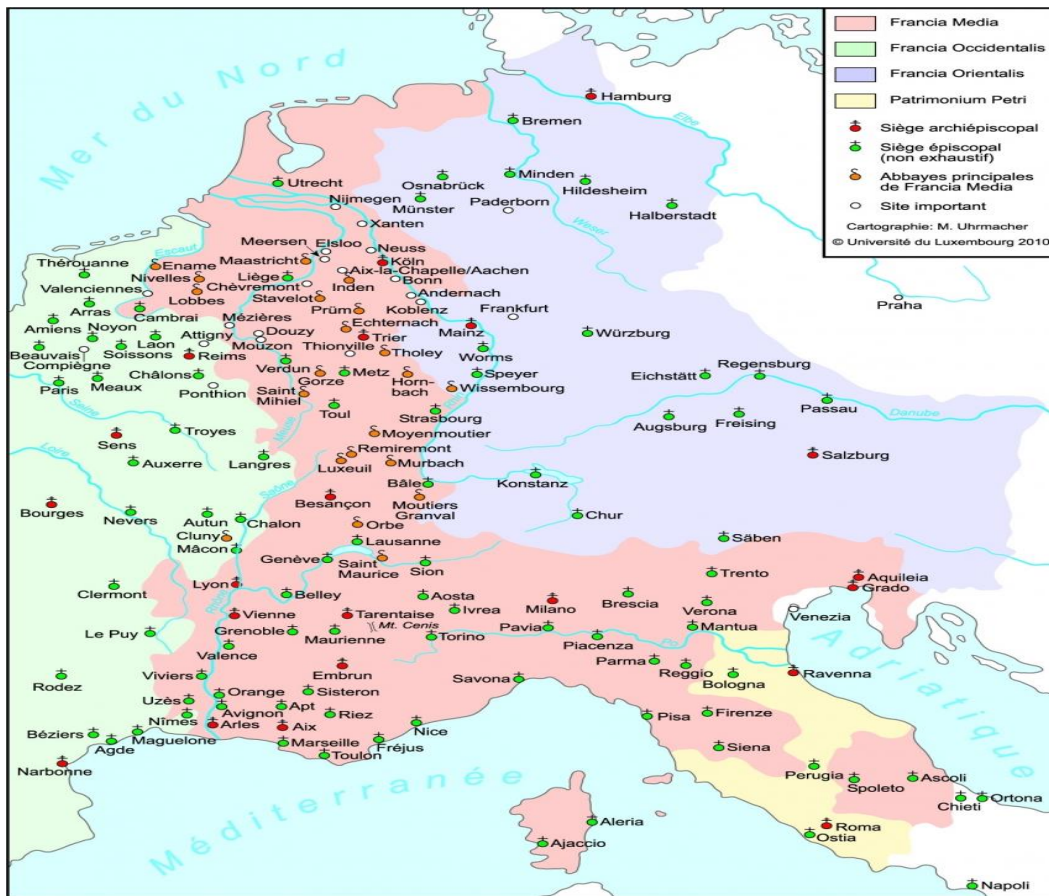 Francia Media
Francia Occidentalis
Francia Orientalis
Patrimonium Petri
Siège archiépiscopal
Siège épiscopal
(non exhaustif)
Abbayes principales
de Francia Media
Site important
Cartographie: M. Uhrmacher
© Université du Luxembourg 2010
Mer du Nord
Hamburg
Elbe
Bremen
Utrecht
Osnabrück
Minden
Hildesheim
Nijmegen
Münster
Paderborn
Halberstadt
Weser
Xanten
Meersen
Elsloo
Neuss
Escaut
Maastricht
Köln
Thérouanne
Ename
Aix-la-Chapelle/Aachen
Nivelles
Liège
Bonn
Valenciennes
Chèvremont
Inden
Lobbes
Stavelot
Andernach
Praha
Arras
Cambrai
Mézières
Prüm
Koblenz
Frankfurt
Amiens
Noyon
Attigny
Douzy
Echternach
Mainz
Laon
Trier
Würzburg
Beauvais
Soissons
Reims
Mouzon
Thionville
Tholey
Worms
Compiègne
Verdun
Metz
Speyer
Regensburg
Paris
Meaux
Châlons
Gorze
Horn-
bach
Wissembourg
Eichstätt
Ponthion
Saint
Mihiel
Toul
Strasbourg
Rhin
Passau
Danube
Seine
Augsburg
Freising
Troyes
Meuse
Moyenmoutier
Sens
Remiremont
Salzburg
Loire
Auxerre
Langres
Luxeuil
Murbach
Saône
Bâle
Konstanz
Besançon
Moutiers
Granval
Bourges
Nevers
Autun
Chalon
Chur
Cluny
Orbe
Mâcon
Lausanne
Säben
Genève
Saint
Maurice
Sion
Clermont
Lyon
Rhône
Belley
Aosta
Trento
Aquileia
Grado
Vienne
Tarentaise
Ivrea
Milano
Brescia
Verona
Venezia
Mt. Cenis
Le Puy
Grenoble
Maurienne
Torino
Pavia
Po
Mantua
Adriatique
Valence
Piacenza
Parma
Embrun
Reggio
Rodez
Viviers
Savona
Bologna
Ravenna
Orange
Sisteron
Uzès
Avignon
Apt
Riez
Nice
Pisa
Firenze
Nîmes
Arles
Aix
Béziers
Agde
Maguelone
Marseille
Fréjus
Siena
Toulon
Narbonne
Perugia
Spoleto
Ascoli
Méditerranée
Chieti
Ortona
Aleria
Roma
Ostia
Ajaccio
Napoli